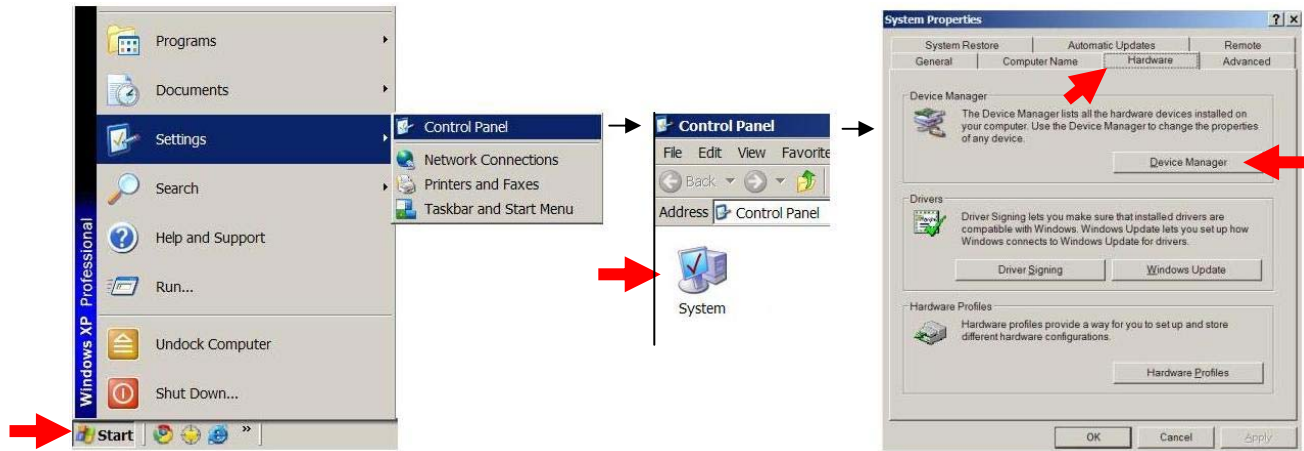 Programs
Documents
Settings
Search
Help and Support
Run...
Undock Computer
Shut Down...
Windows XP Professional
Start
»
Control Panel
Network Connections
Printers and Faxes
Taskbar and Start Menu
Control Panel
File Edit View Favorite
Back
Address Control Panel
System
System Properties
System Restore Automatic Updates Remote
General Computer Name Hardware Advanced
Device Manager
The Device Manager lists all the hardware devices installed on
your computer. Use the Device Manager to change the properties
of any device.
Device Manager
Drivers
Driver Signing lets you make sure that installed drivers are
compatible with Windows. Windows Update lets you set up how
Windows connects to Windows Update for drivers.
Driver Signing Windows Update
Hardware Profiles
Hardware profiles provide a way for you to set up and store
different hardware configurations.
Hardware Profiles
OK Cancel Apply